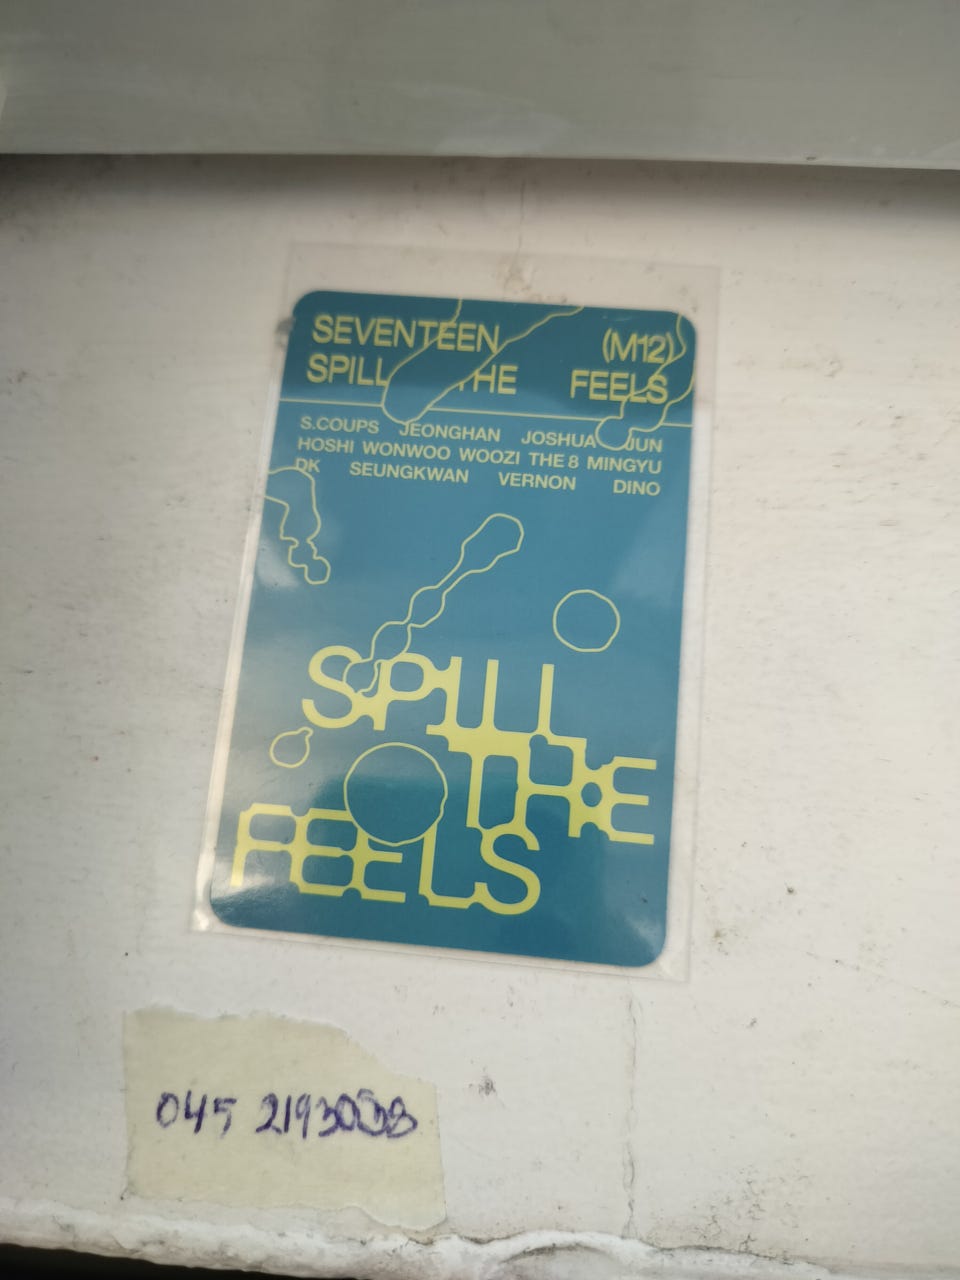 SEVENTEEN (M12)
SPILL THE FEELS
S.COUPS JEONGHAN JOSHUA JUN
HOSHI WONWOO WOOZI THE 8 MINGYU
DK SEUNGKWAN VERNON DINO
SPILL
THE
FEELS
045